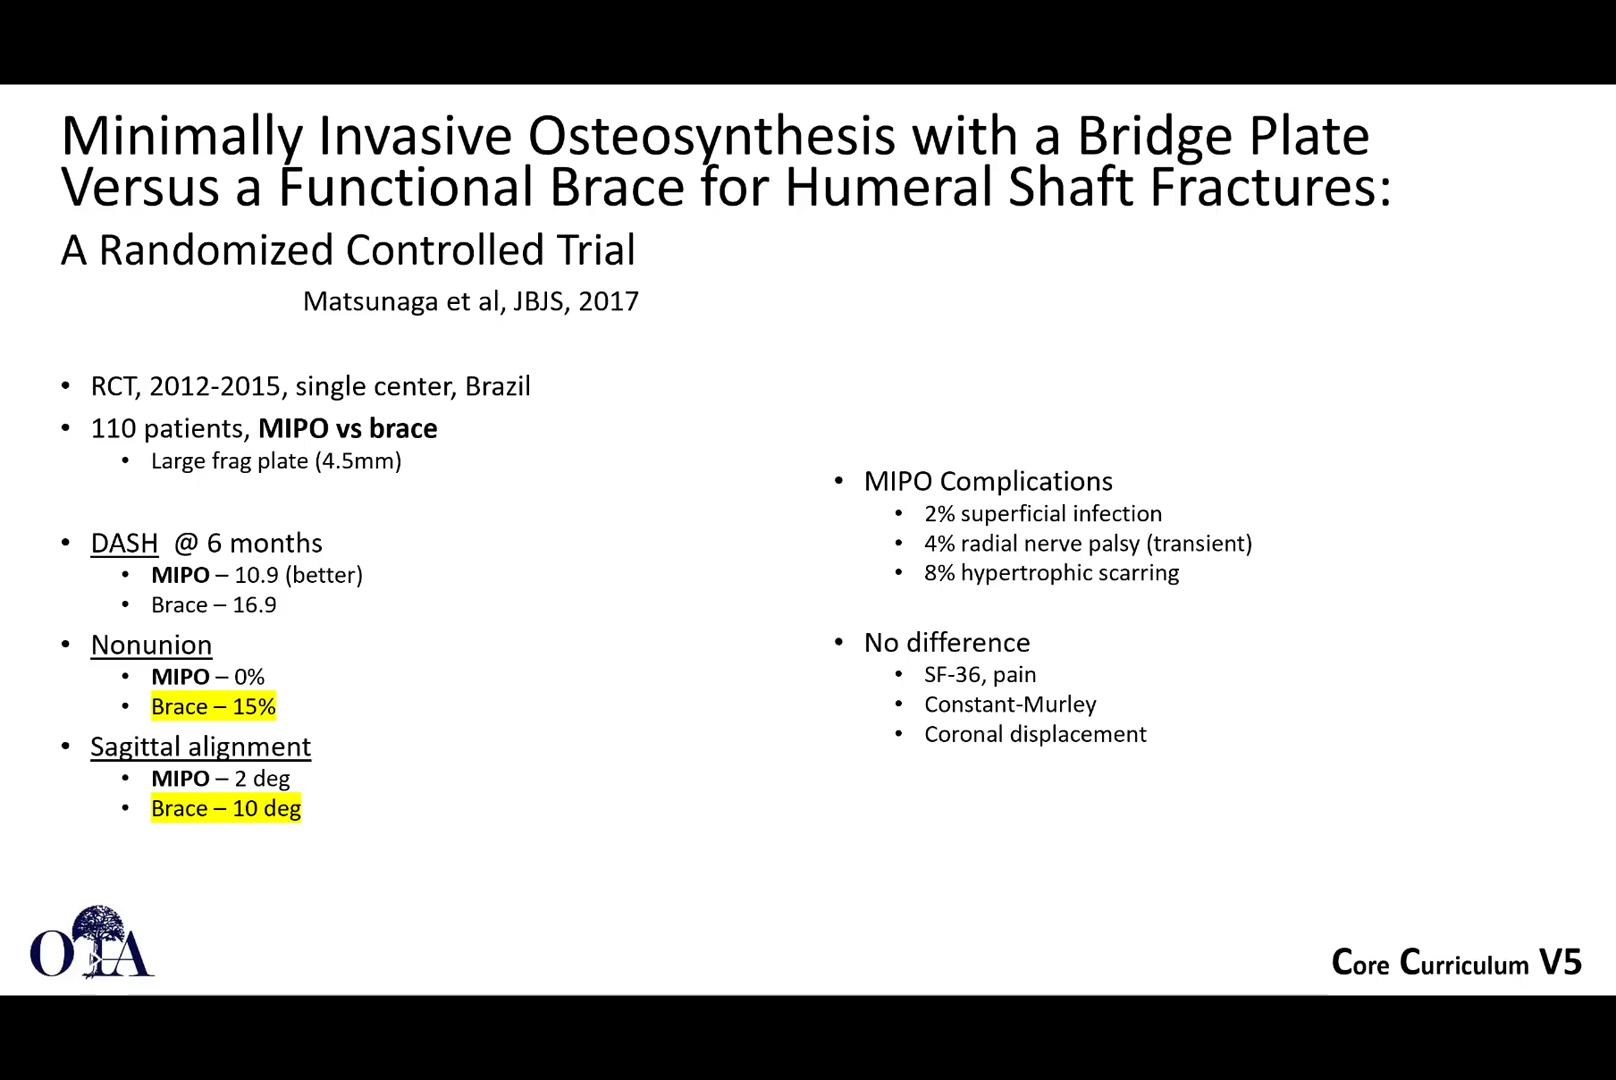 Minimally Invasive Osteosynthesis with a Bridge Plate
Versus a Functional Brace for Humeral Shaft Fractures:
A Randomized Controlled Trial
Matsunaga et al, JBJS, 2017
• RCT, 2012-2015, single center, Brazil
• 110 patients, MIPO vs brace
• Large frag plate (4.5mm)
• DASH @ 6 months
• MIPO – 10.9 (better)
• Brace – 16.9
• Nonunion
• MIPO – 0%
• Brace – 15%
• Sagittal alignment
• MIPO – 2 deg
• Brace – 10 deg
• MIPO Complications
• 2% superficial infection
• 4% radial nerve palsy (transient)
• 8% hypertrophic scarring
• No difference
• SF-36, pain
• Constant-Murley
• Coronal displacement
OTA
Core Curriculum V5